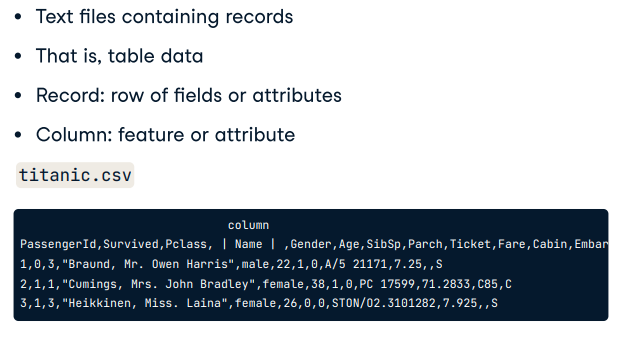 • Text files containing records
• That is, table data
• Record: row of fields or attributes
• Column: feature or attribute
titanic.csv
column
PassengerId,Survived,Pclass, | Name | ,Gender,Age,SibSp,Parch,Ticket,Fare,Cabin,Embar
1,0,3,"Braund, Mr. Owen Harris",male,22,1,0,A/5 21171,7.25,,S
2,1,1,"Cumings, Mrs. John Bradley",female,38,1,0,PC 17599,71.2833,C85,C
3,1,3,"Heikkinen, Miss. Laina",female,26,0,0,STON/O2.3101282,7.925,,S